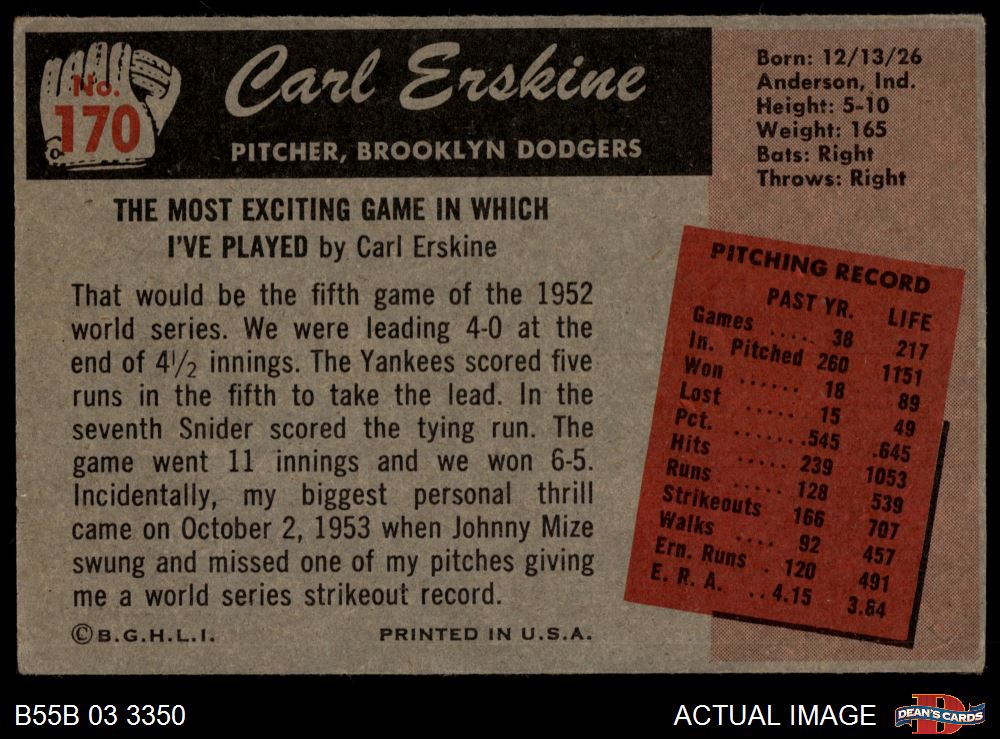 No.
170
Carl Erskine
PITCHER, BROOKLYN DODGERS
Born: 12/13/26
Anderson, Ind.
Height: 5-10
Weight: 165
Bats: Right
Throws: Right
THE MOST EXCITING GAME IN WHICH
I'VE PLAYED by Carl Erskine
That would be the fifth game of the 1952
world series. We were leading 4-0 at the
end of 4½ innings. The Yankees scored five
runs in the fifth to take the lead. In the
seventh Snider scored the tying run. The
game went 11 innings and we won 6-5.
Incidentally, my biggest personal thrill
came on October 2, 1953 when Johnny Mize
swung and missed one of my pitches giving
me a world series strikeout record.
©B.G.H.L.I. PRINTED IN U.S.A.
PITCHING RECORD
PAST YR. LIFE
Games .... 38 217
In. Pitched 260 1151
Won ...... 18 89
Lost ..... 15 49
Pct. .......545 .645
Hits ..... 239 1053
Runs ..... 128 539
Strikeouts 166 707
Walks .... 92 457
Ern. Runs . 120 491
E. R. A. ..4.15 3.84
B55B 03 3350
ACTUAL IMAGE
D
DEAN'S CARDS